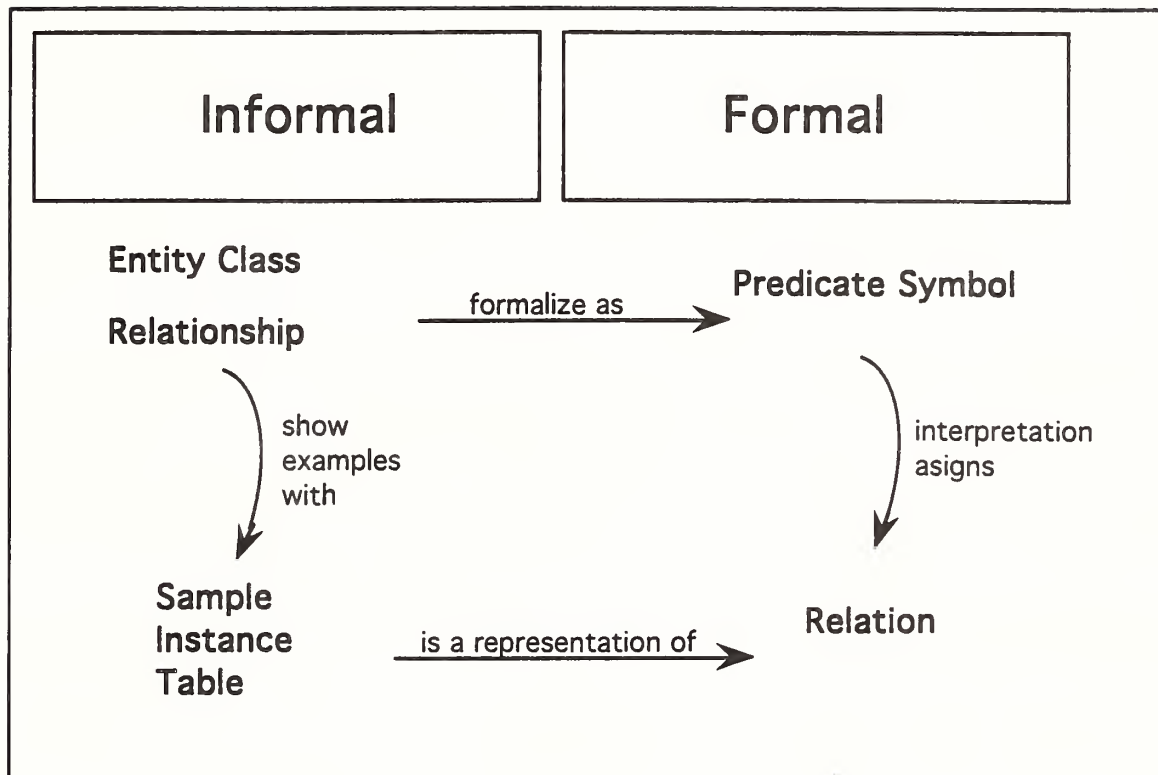 Informal
Formal
Entity Class
Relationship
formalize as
Predicate Symbol
show
examples
with
interpretation
asigns
Sample
Instance
Table
is a representation of
Relation